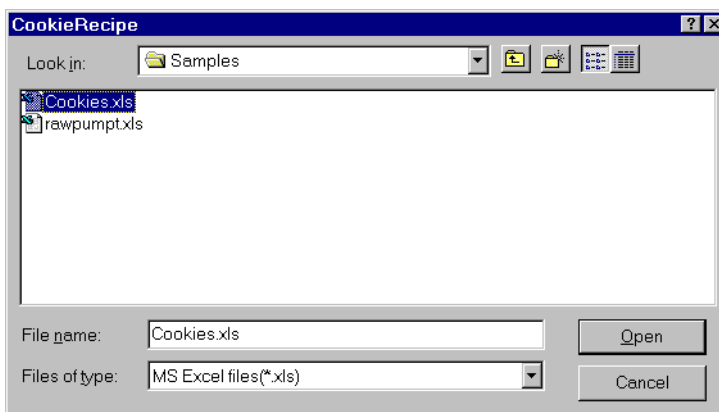 CookieRecipe
Look in: Samples
Cookies.xls
rawpumpt.xls
File name: Cookies.xls Open
Files of type: MS Excel files(*.xls) Cancel